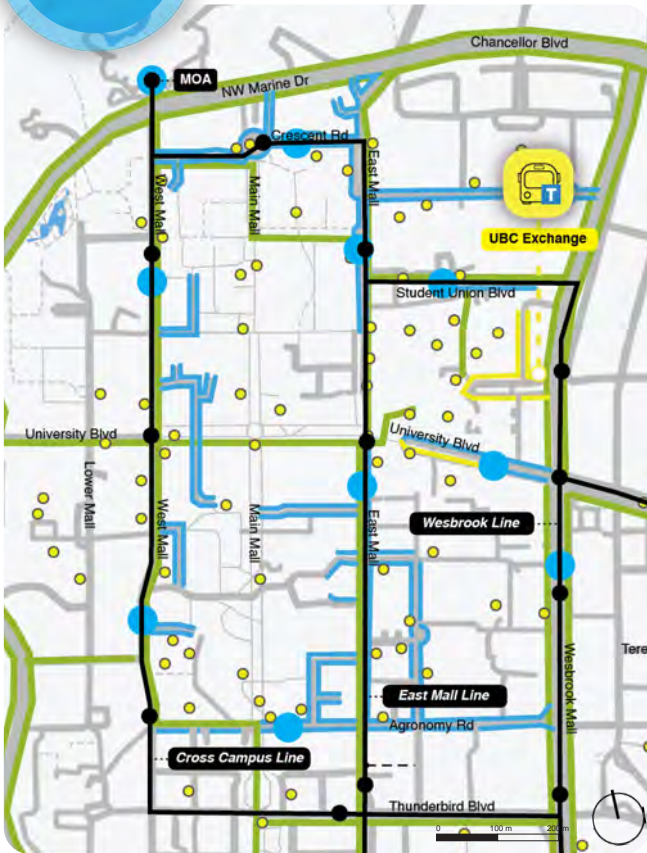 Chancellor Blvd
MOA
NW Marine Dr
Crescent Rd
West Mall
Main Mall
East Mall
T
UBC Exchange
Student Union Blvd
University Blvd
University Blvd
Lower Mall
West Mall
Main Mall
East Mall
Wesbrook Line
Wesbrook Mall
Tere
East Mall Line
Agronomy Rd
Cross Campus Line
Thunderbird Blvd
0 100 m 200 m